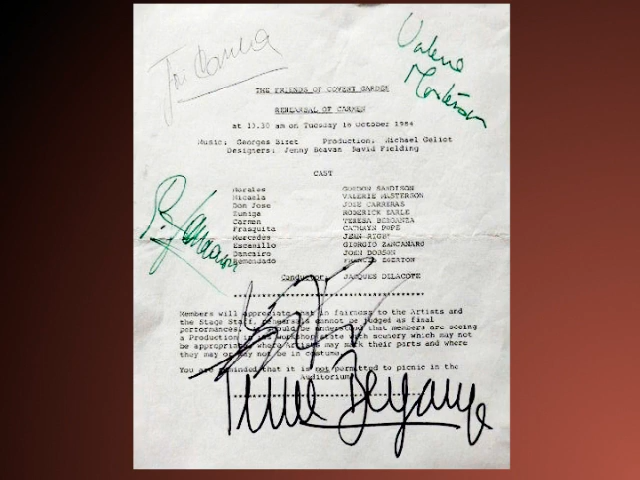 Valerie
Masterson
THE FRIENDS OF COVENT GARDEN
REHEARSAL OF CARMEN
at 10.30 am on Tuesday 16 October 1984
Music: Georges Bizet Production: Michael Geliot
Designers: Jenny Beavan David Fielding
CAST
Morales GORDON SANDISON
Micaela VALERIE MASTERSON
Don Jose JOSE CARRERAS
Zuniga RODERICK EARLE
Carmen TERESA BERGANZA
Frasquita CATHRYN POPE
Mercedes JEAN RIGBY
Escamillo GIORGIO ZANCANARO
Dancairo JOHN DOBSON
Remendado FRANCIS EGERTON
Conductor JACQUES DELACOTE
Members will appreciate that in fairness to the Artists and
the Stage Staff, rehearsals cannot be judged as final
performances. should be understood that members are seeing
a Production in workshop state with scenery which may not
be appropriate, where Artists may mark their parts and where
they may or may not be in costume.
You are reminded that it is not permitted to picnic in the
Auditorium
Teresa Berganza